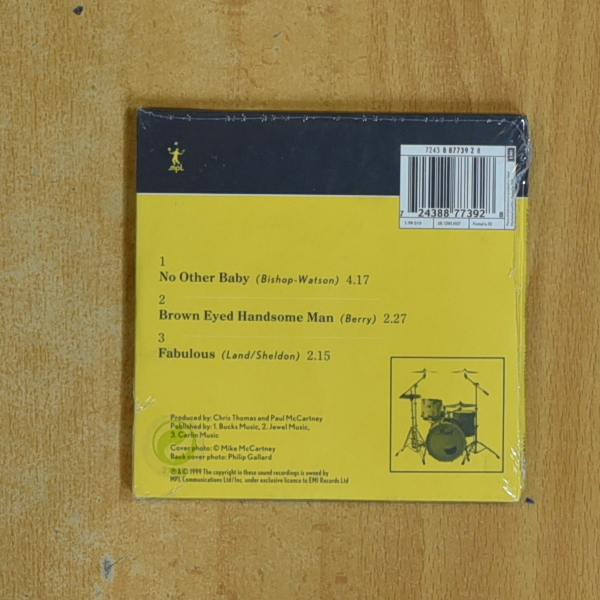 mpl
7243 8 87739 2 8
7 24388 77392 8
1
No Other Baby (Bishop-Watson) 4.17
2
Brown Eyed Handsome Man (Berry) 2.27
3
Fabulous (Land/Sheldon) 2.15
Produced by: Chris Thomas and Paul McCartney
Published by: 1. Bucks Music, 2. Jewel Music,
3. Carlin Music
Cover photo: © Mike McCartney
Back cover photo: Philip Gallard
℗ & © 1999 The copyright in these sound recordings is owned by
MPL Communications Ltd/Inc. under exclusive licence to EMI Records Ltd